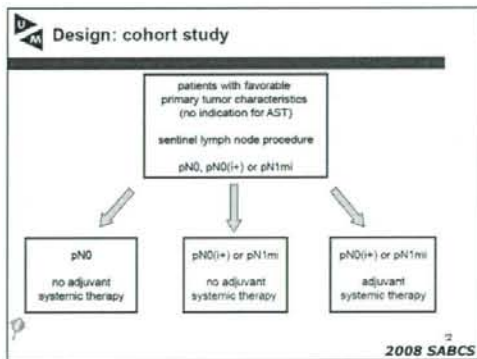 U
M
Design: cohort study
patients with favorable
primary tumor characteristics
(no indication for AST)
sentinel lymph node procedure
pN0, pN0(i+) or pN1mi
pN0
no adjuvant
systemic therapy
pN0(i+) or pN1mi
no adjuvant
systemic therapy
pN0(i+) or pN1mi
adjuvant
systemic therapy
2008 SABCS